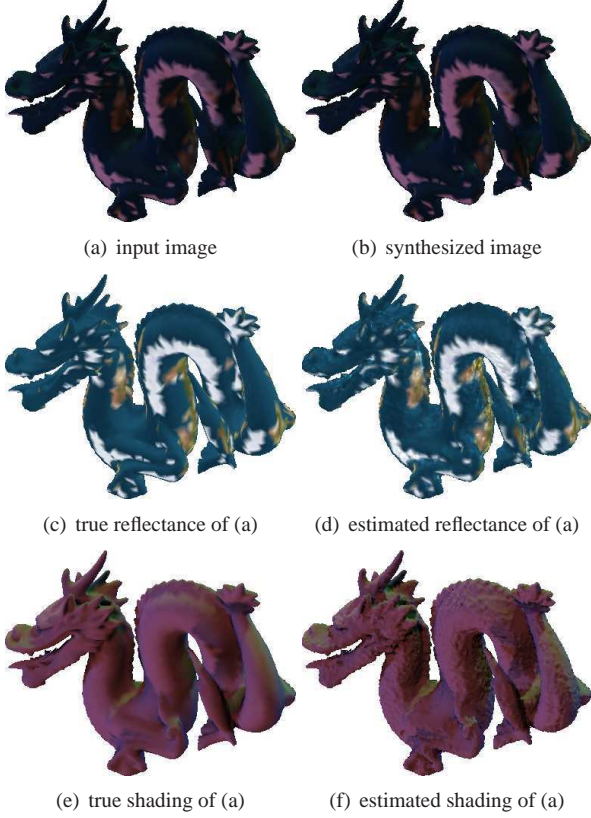 (a) input image
(b) synthesized image
(c) true reflectance of (a)
(d) estimated reflectance of (a)
(e) true shading of (a)
(f) estimated shading of (a)